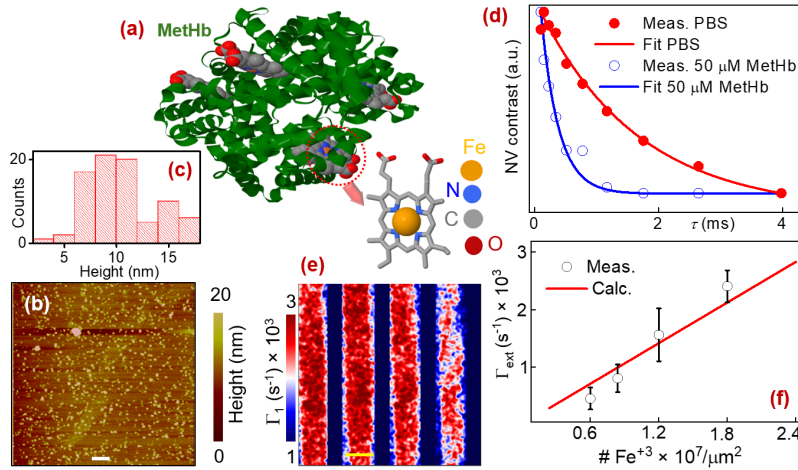 (a)
MetHb
Fe
N
C
O
(c)
20
0
Counts
5
10
15
Height (nm)
(b)
20
0
Height (nm)
(e)
3
1
Γ₁ (s⁻¹) × 10³
(d)
Meas. PBS
Fit PBS
Meas. 50 μM MetHb
Fit 50 μM MetHb
NV contrast (a.u.)
0
2
4
τ (ms)
Meas.
Calc.
Γext (s⁻¹) × 10³
1
2
(f)
0.6
1.2
1.8
2.4
# Fe⁺³ × 10⁷/μm²